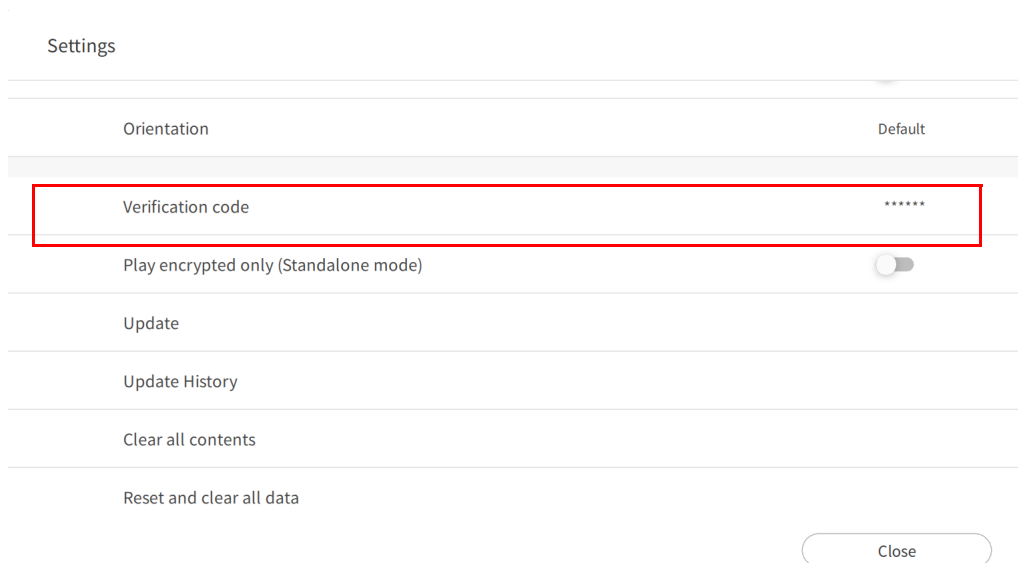 Settings
Orientation Default
Verification code ******
Play encrypted only (Standalone mode)
Update
Update History
Clear all contents
Reset and clear all data
Close